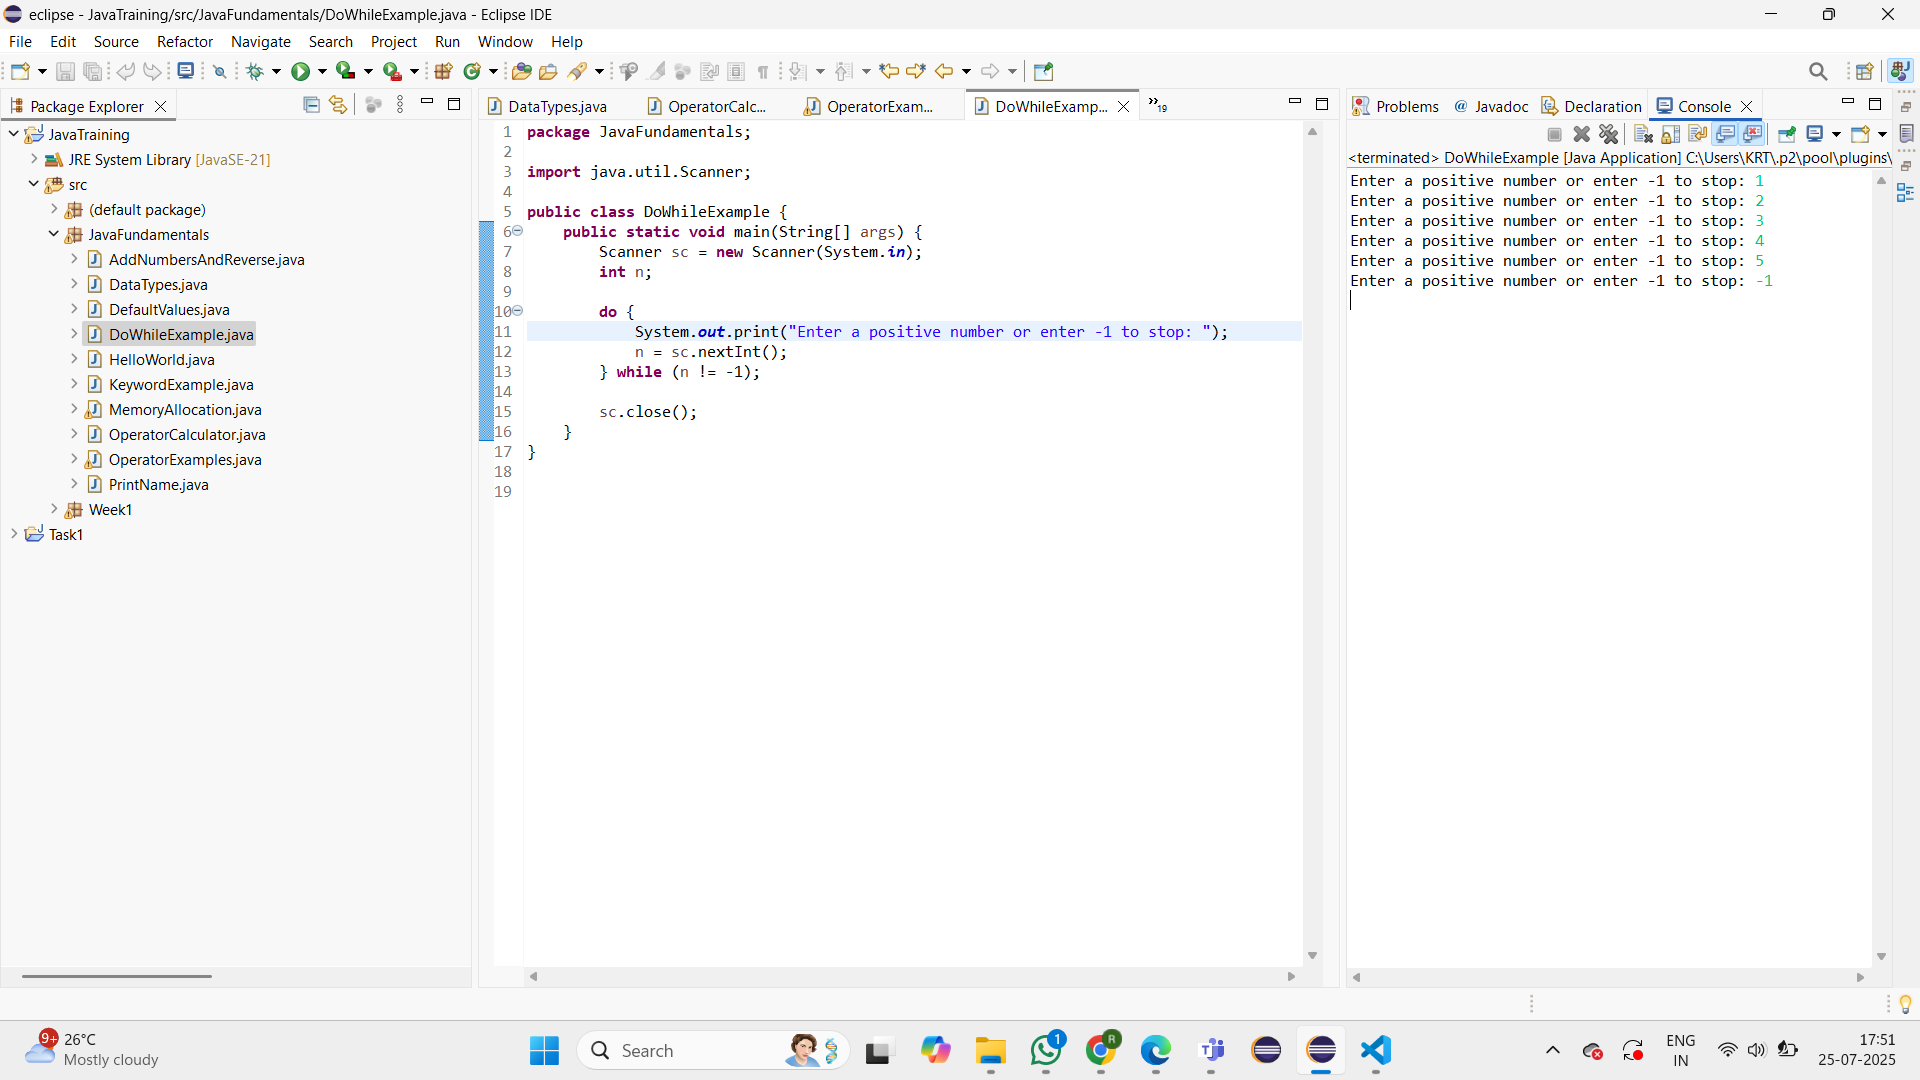 eclipse - JavaTraining/src/JavaFundamentals/DoWhileExample.java - Eclipse IDE
File Edit Source Refactor Navigate Search Project Run Window Help
Package Explorer
JavaTraining
JRE System Library [JavaSE-21]
src
(default package)
JavaFundamentals
AddNumbersAndReverse.java
DataTypes.java
DefaultValues.java
DoWhileExample.java
HelloWorld.java
KeywordExample.java
MemoryAllocation.java
OperatorCalculator.java
OperatorExamples.java
PrintName.java
Week1
Task1
DataTypes.java OperatorCalc... OperatorExam... DoWhileExamp... »19
1 package JavaFundamentals;
2
3 import java.util.Scanner;
4
5 public class DoWhileExample {
6 public static void main(String[] args) {
7 Scanner sc = new Scanner(System.in);
8 int n;
9
10 do {
11 System.out.print("Enter a positive number or enter -1 to stop: ");
12 n = sc.nextInt();
13 } while (n != -1);
14
15 sc.close();
16 }
17 }
18
19
Problems @ Javadoc Declaration Console
<terminated> DoWhileExample [Java Application] C:\Users\KRT\.p2\pool\plugins\
Enter a positive number or enter -1 to stop: 1
Enter a positive number or enter -1 to stop: 2
Enter a positive number or enter -1 to stop: 3
Enter a positive number or enter -1 to stop: 4
Enter a positive number or enter -1 to stop: 5
Enter a positive number or enter -1 to stop: -1
9+
26°C
Mostly cloudy
Search
1
R
ENG
IN
17:51
25-07-2025